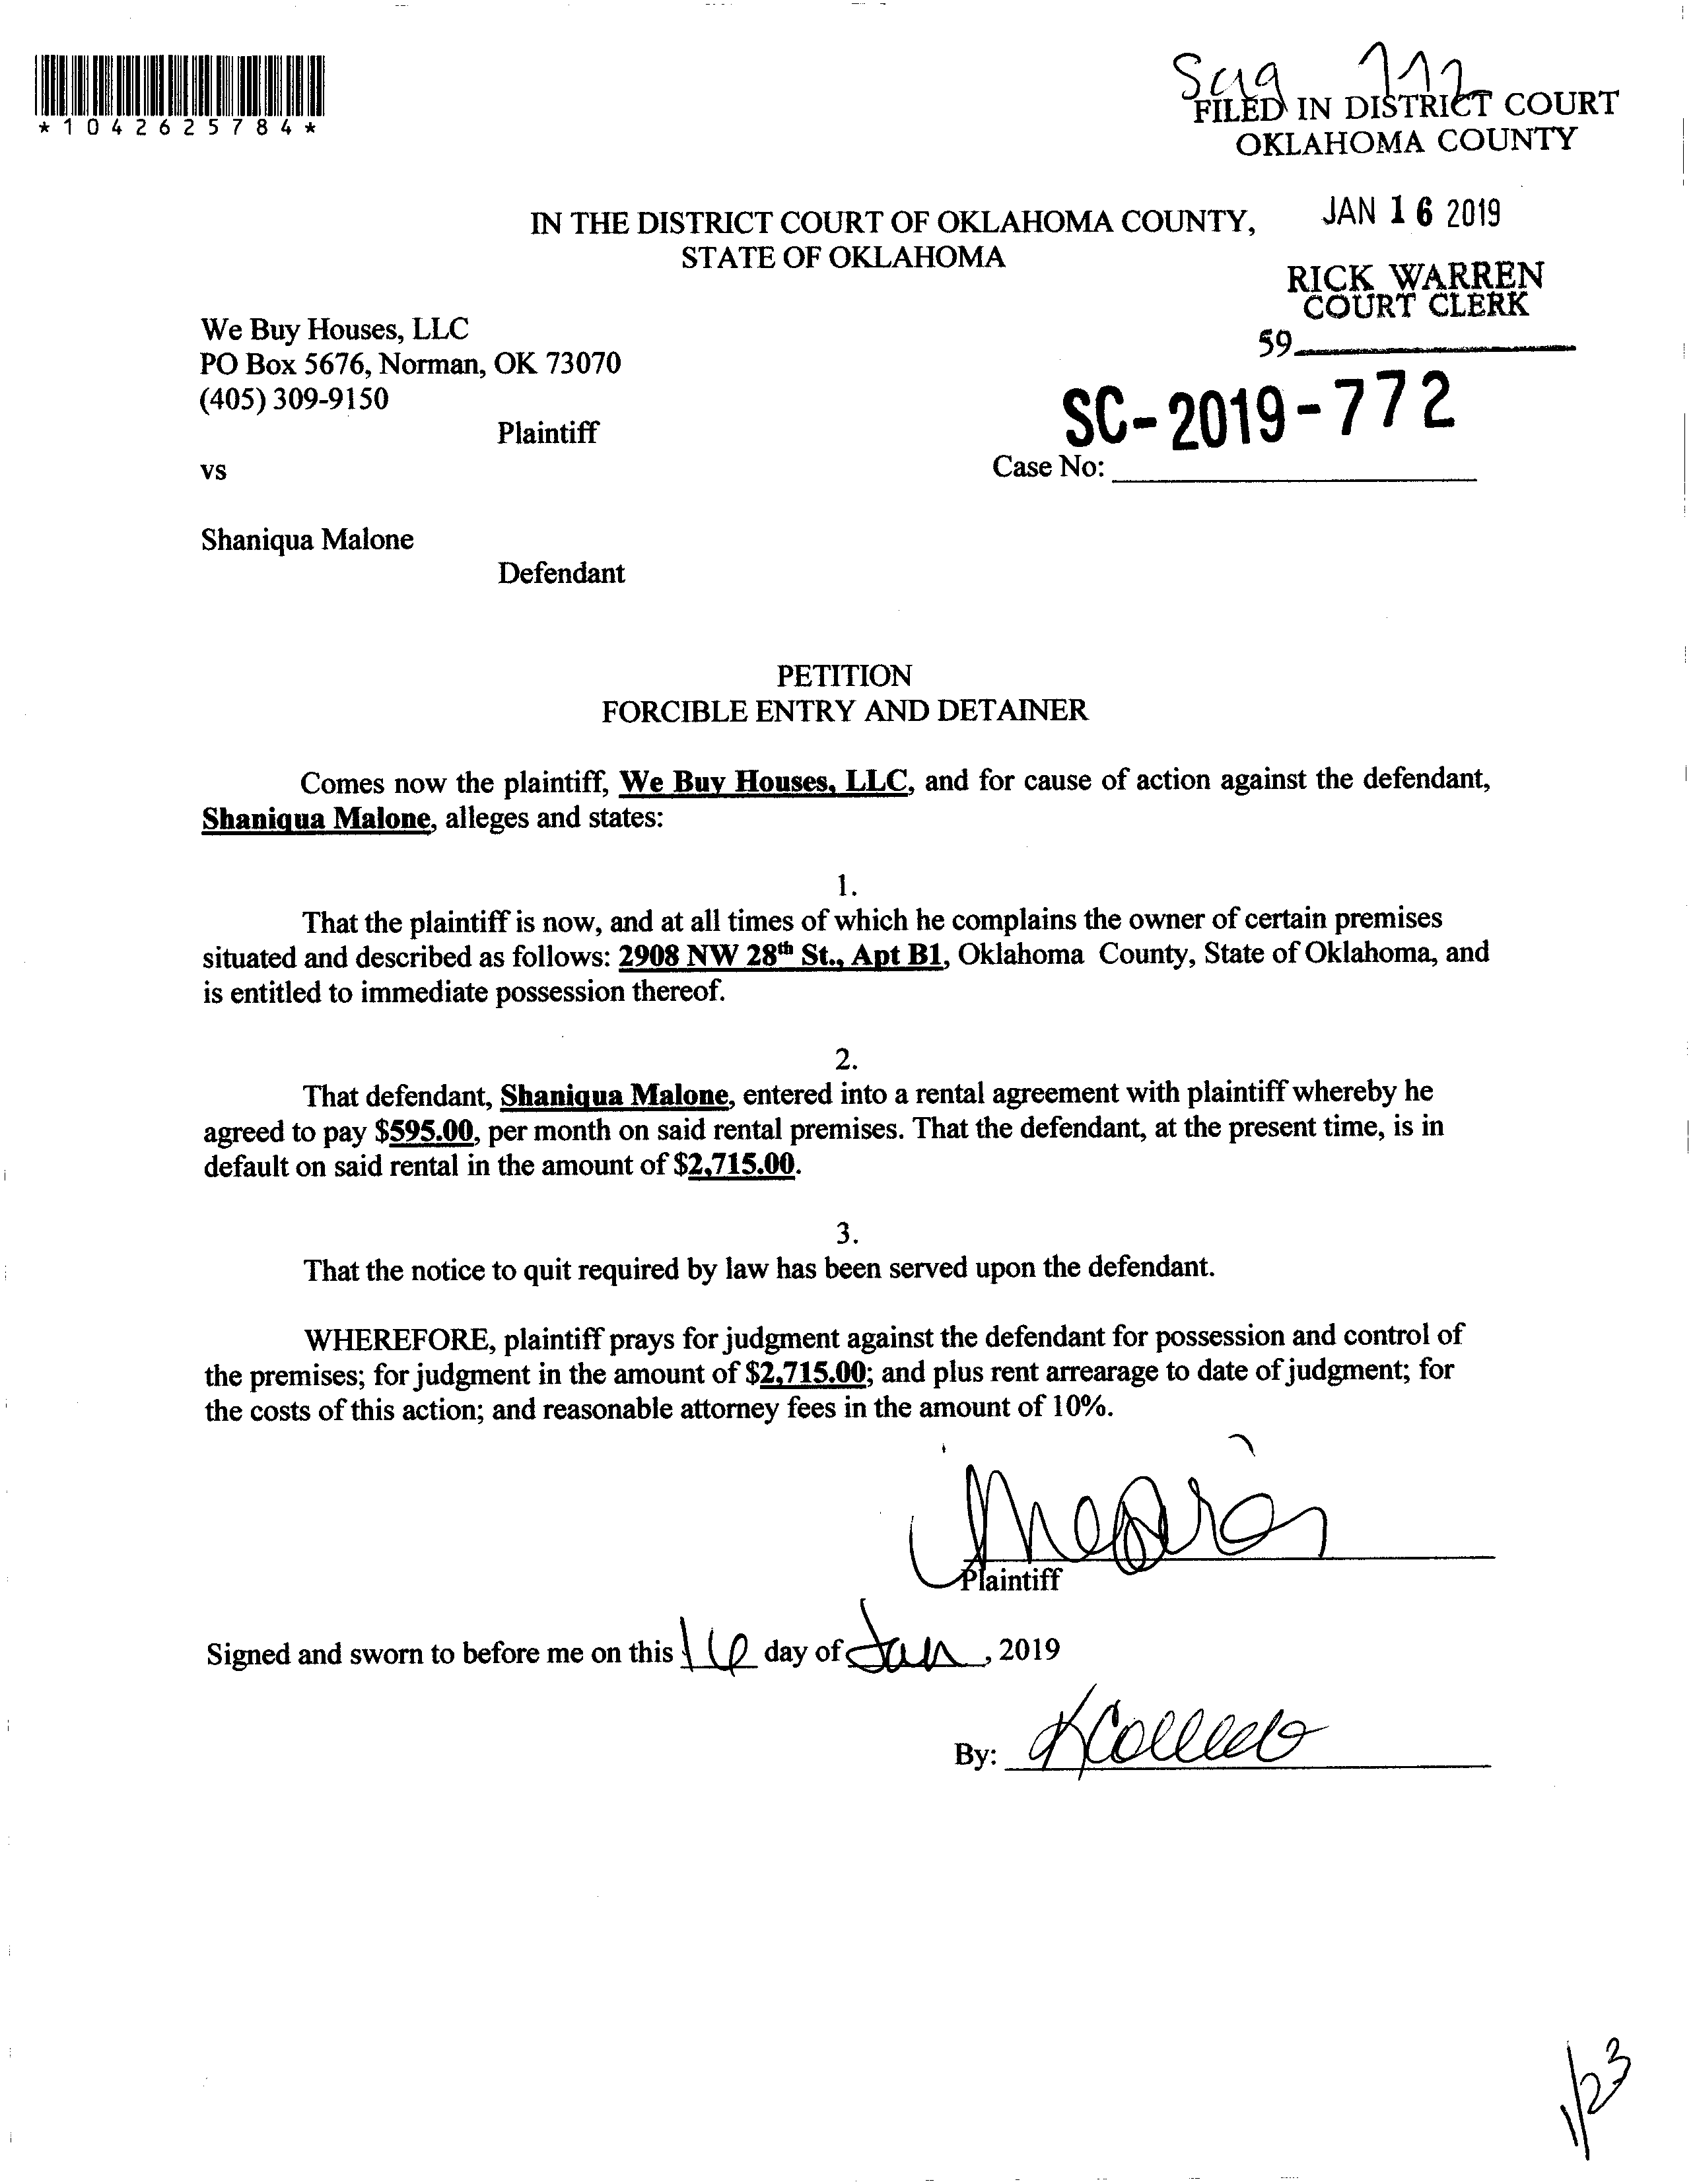 *1042625784*
FILED IN DISTRICT COURT
OKLAHOMA COUNTY
JAN 16 2019
RICK WARREN
COURT CLERK
59
IN THE DISTRICT COURT OF OKLAHOMA COUNTY,
STATE OF OKLAHOMA
We Buy Houses, LLC
PO Box 5676, Norman, OK 73070
(405) 309-9150
Plaintiff
vs
SC-2019-772
Case No:
Shaniqua Malone
Defendant
PETITION
FORCIBLE ENTRY AND DETAINER
Comes now the plaintiff, We Buy Houses, LLC, and for cause of action against the defendant,
Shaniqua Malone, alleges and states:
1.
That the plaintiff is now, and at all times of which he complains the owner of certain premises
situated and described as follows: 2908 NW 28th St., Apt B1, Oklahoma County, State of Oklahoma, and
is entitled to immediate possession thereof.
2.
That defendant, Shaniqua Malone, entered into a rental agreement with plaintiff whereby he
agreed to pay $595.00, per month on said rental premises. That the defendant, at the present time, is in
default on said rental in the amount of $2,715.00.
3.
That the notice to quit required by law has been served upon the defendant.
WHEREFORE, plaintiff prays for judgment against the defendant for possession and control of
the premises; for judgment in the amount of $2,715.00; and plus rent arrearage to date of judgment; for
the costs of this action; and reasonable attorney fees in the amount of 10%.
Plaintiff
Signed and sworn to before me on this 16 day of Jan, 2019
By:
1/23